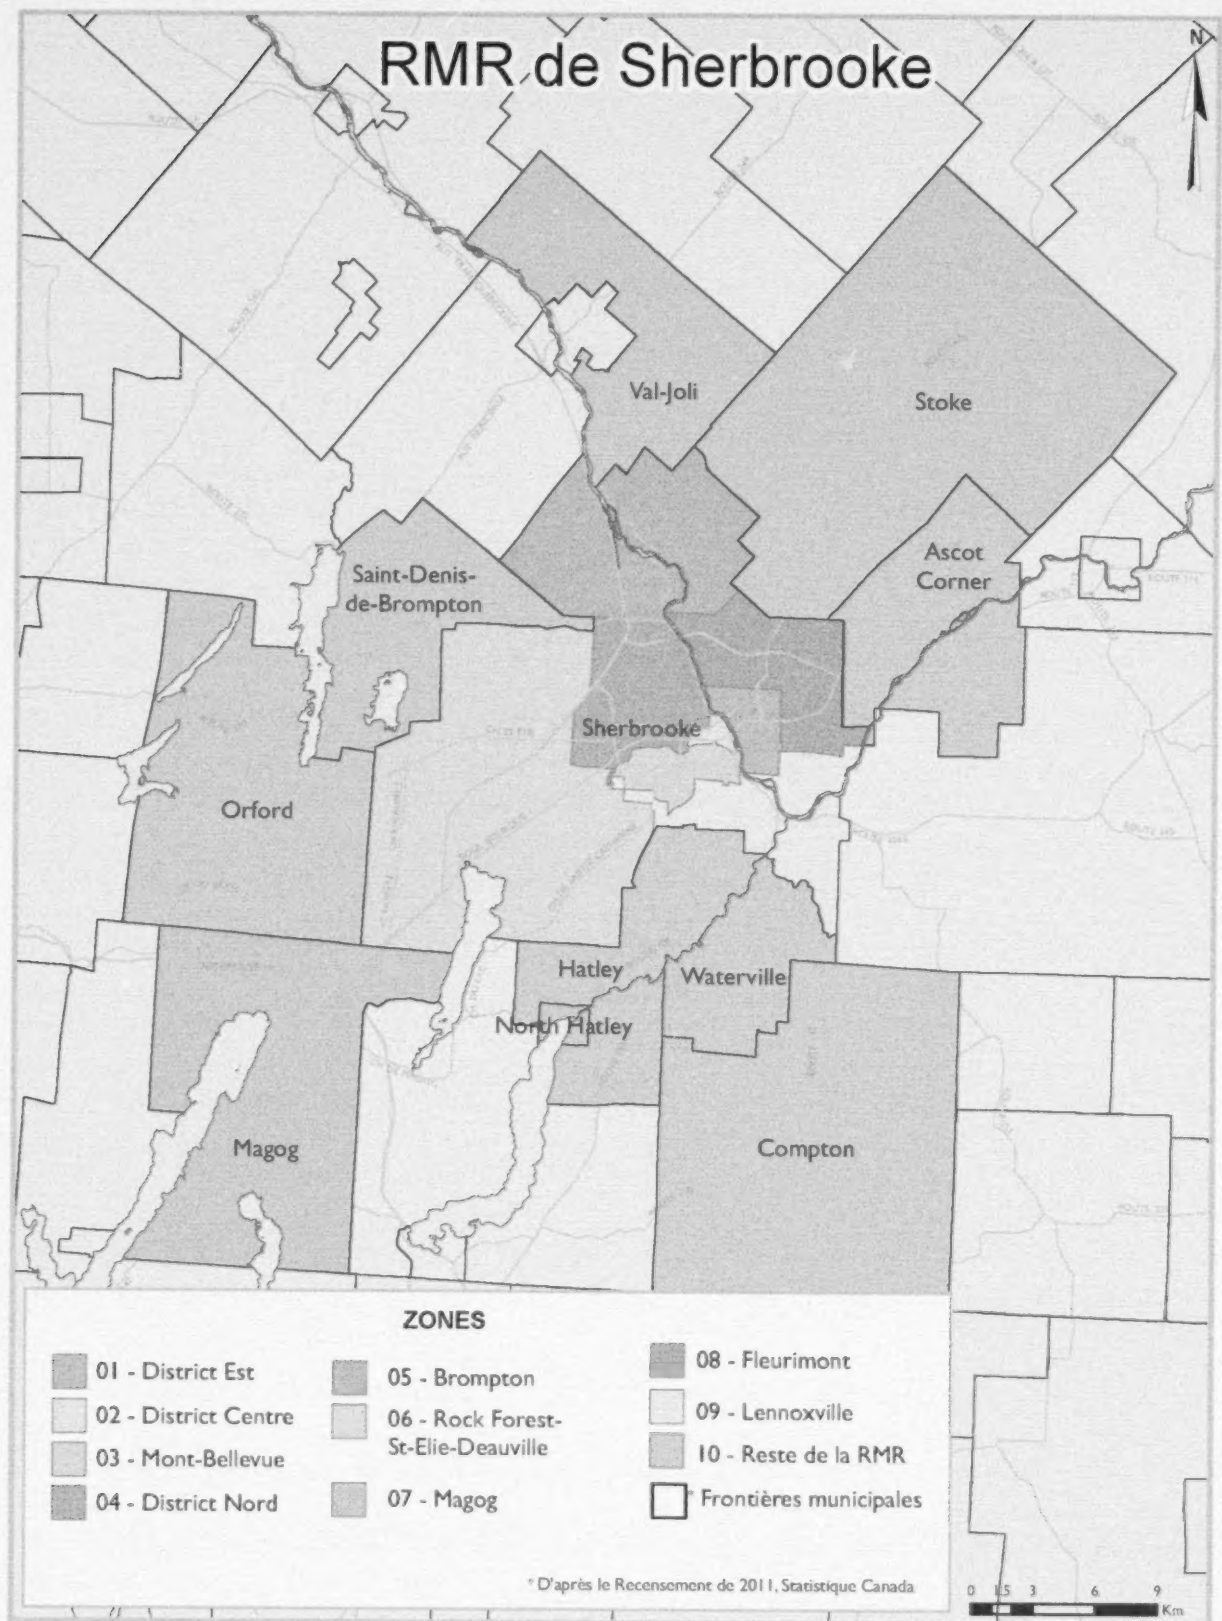 RMR de Sherbrooke
N
Val-Joli
Stoke
Ascot
Corner
Saint-Denis-
de-Brompton
Sherbrooke
Orford
Hatley
Waterville
North Hatley
Magog
Compton
ZONES
01 - District Est
02 - District Centre
03 - Mont-Bellevue
04 - District Nord
05 - Brompton
06 - Rock Forest-
St-Elie-Deauville
07 - Magog
08 - Fleurimont
09 - Lennoxville
10 - Reste de la RMR
* Frontières municipales
* D'après le Recensement de 2011, Statistique Canada
0 1.5 3 6 9
Km